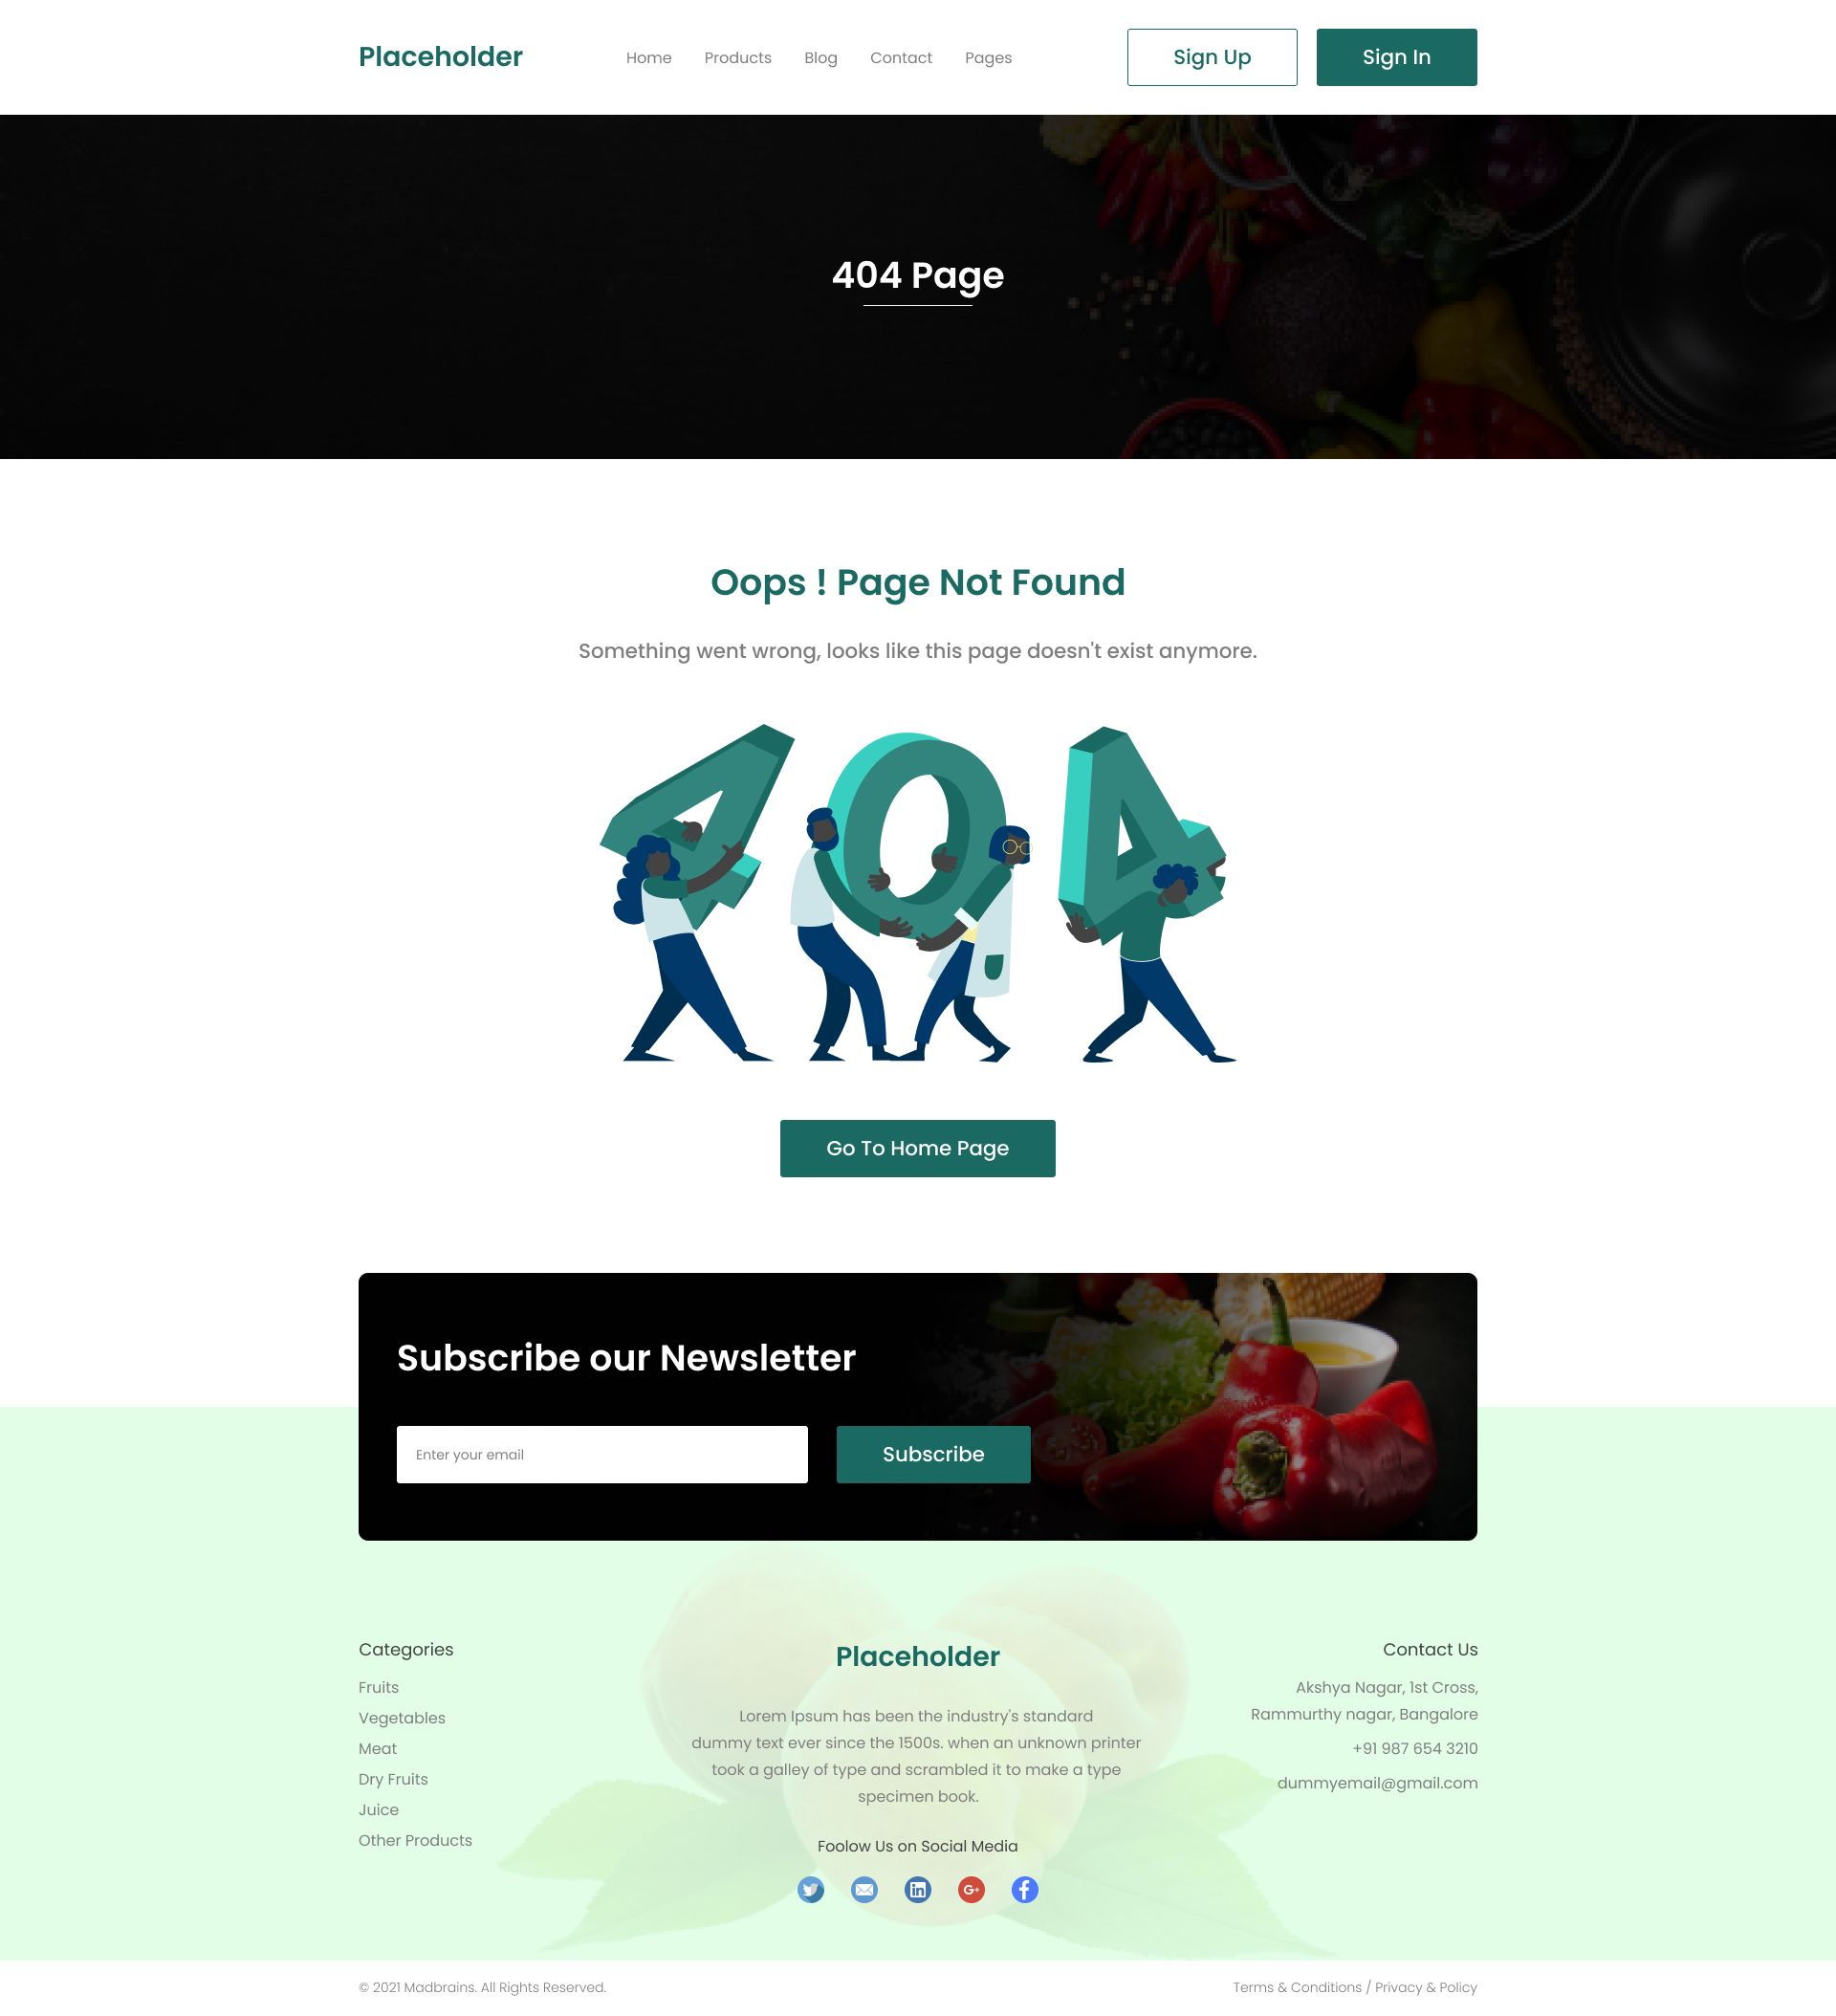 Placeholder
Home Products Blog Contact Pages
Sign Up
Sign In
404 Page
Oops ! Page Not Found
Something went wrong, looks like this page doesn't exist anymore.
404
Go To Home Page
Subscribe our Newsletter
Enter your email
Subscribe
Categories
Fruits
Vegetables
Meat
Dry Fruits
Juice
Other Products
Placeholder
Lorem Ipsum has been the industry's standard
dummy text ever since the 1500s. when an unknown printer
took a galley of type and scrambled it to make a type
specimen book.
Foolow Us on Social Media
in
G+
f
Contact Us
Akshya Nagar, 1st Cross,
Rammurthy nagar, Bangalore
+91 987 654 3210
dummyemail@gmail.com
© 2021 Madbrains. All Rights Reserved.
Terms & Conditions / Privacy & Policy